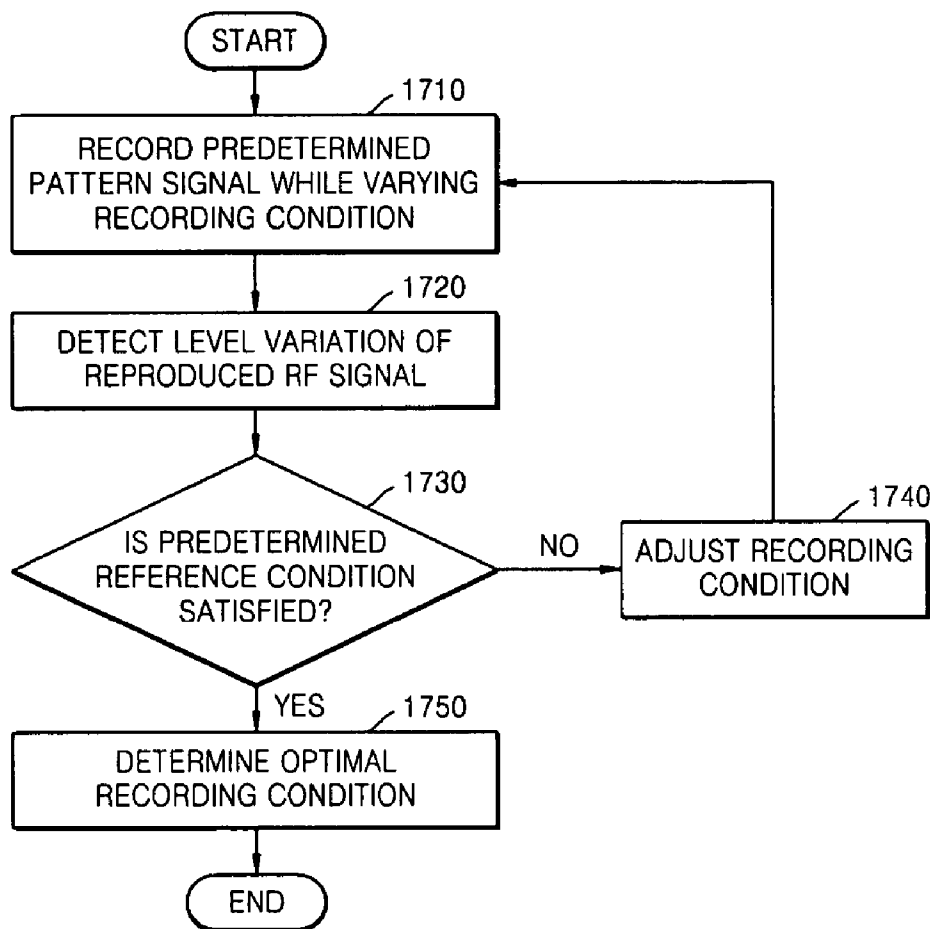 START
1710
RECORD PREDETERMINED
PATTERN SIGNAL WHILE VARYING
RECORDING CONDITION
1720
DETECT LEVEL VARIATION OF
REPRODUCED RF SIGNAL
1730
IS PREDETERMINED
REFERENCE CONDITION
SATISFIED?
NO
1740
ADJUST RECORDING
CONDITION
YES
1750
DETERMINE OPTIMAL
RECORDING CONDITION
END